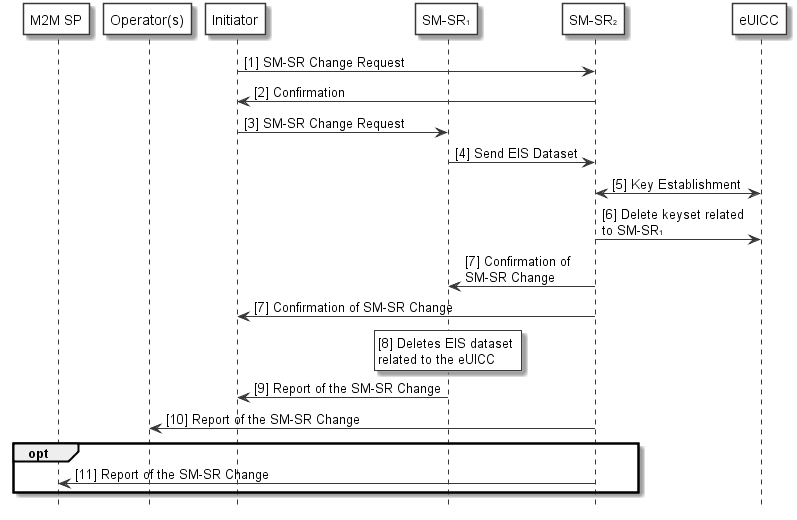 M2M SP
Operator(s)
Initiator
SM-SR₁
SM-SR₂
eUICC
[1] SM-SR Change Request
[2] Confirmation
[3] SM-SR Change Request
[4] Send EIS Dataset
[5] Key Establishment
[6] Delete keyset related
to SM-SR₁
[7] Confirmation of
SM-SR Change
[7] Confirmation of SM-SR Change
[8] Deletes EIS dataset
related to the eUICC
[9] Report of the SM-SR Change
[10] Report of the SM-SR Change
opt
[11] Report of the SM-SR Change